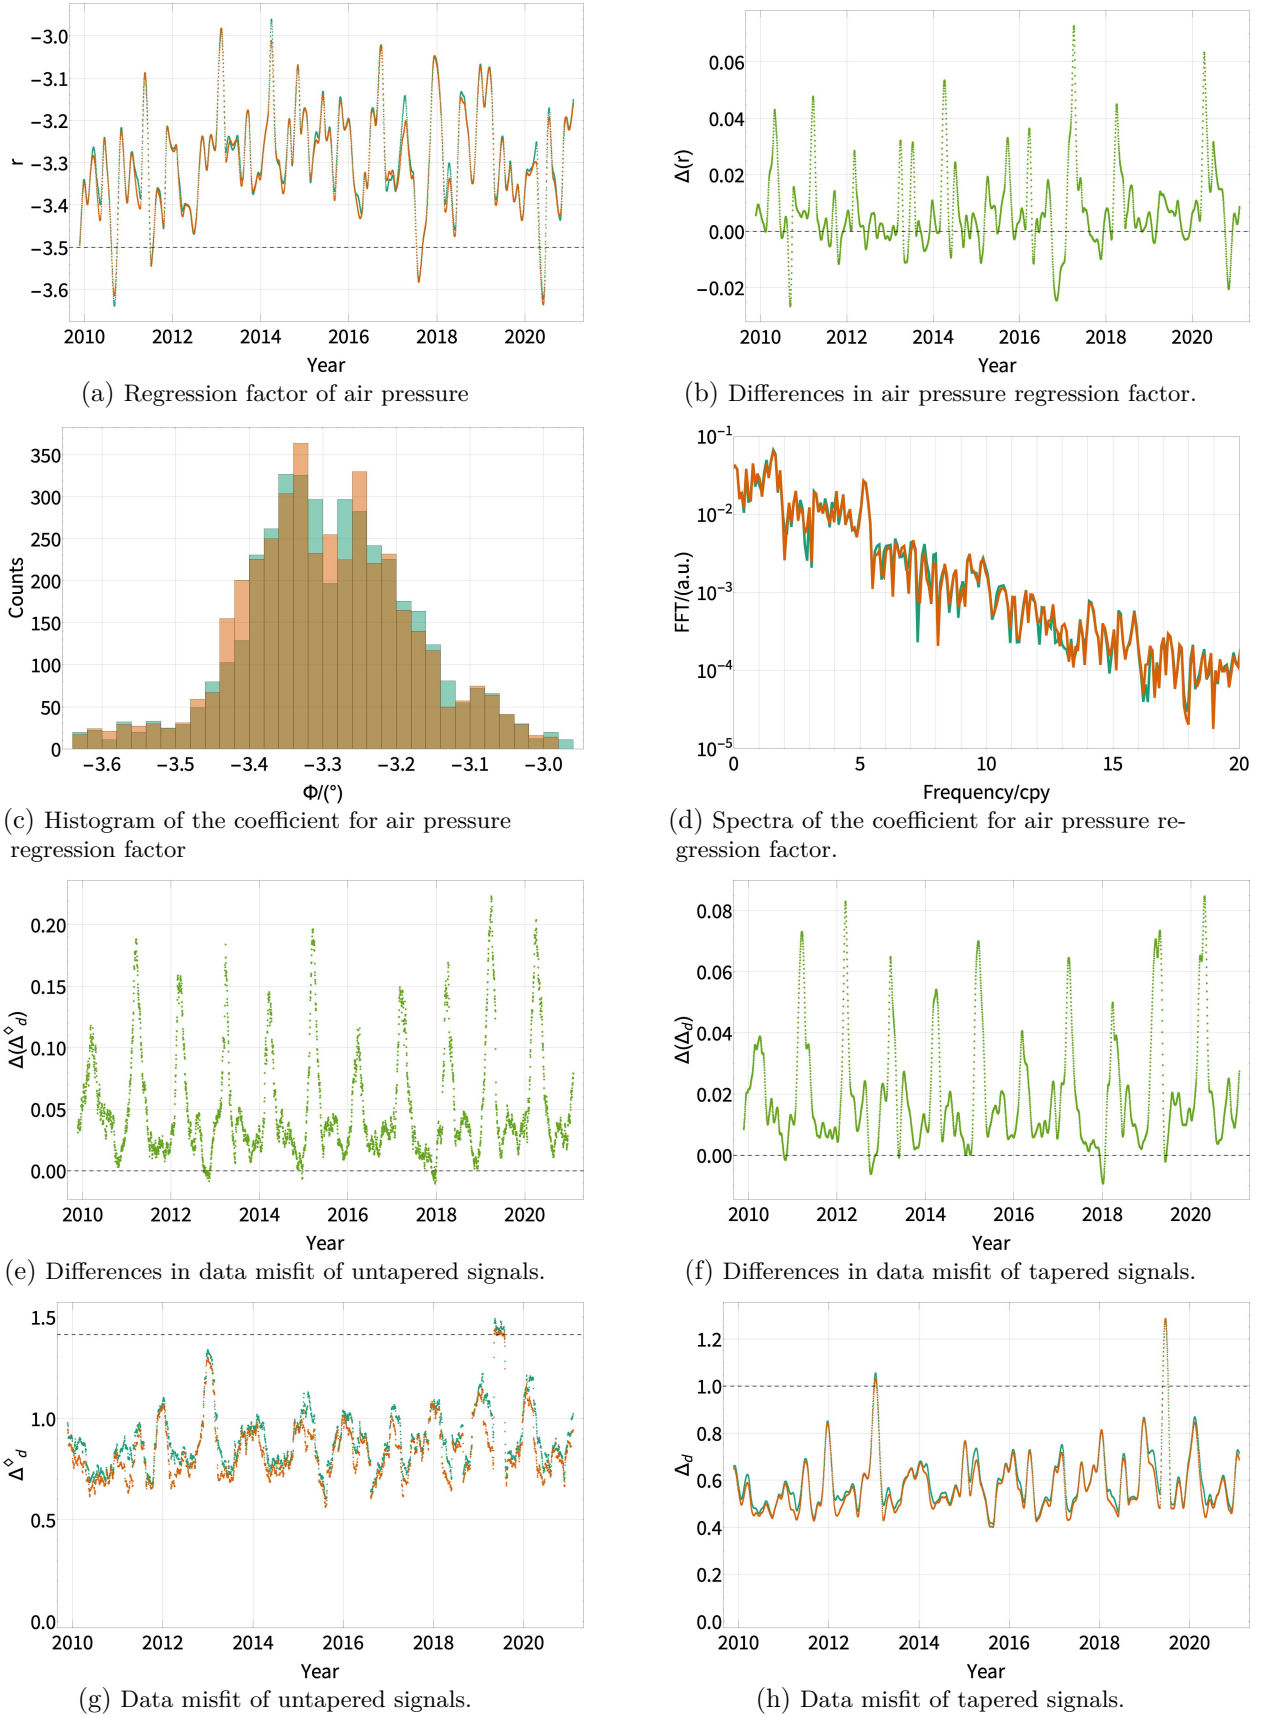 −3.0
−3.1
−3.2
−3.3
−3.4
−3.5
−3.6
r
2010 2012 2014 2016 2018 2020
Year
(a) Regression factor of air pressure
0.06
0.04
0.02
0.00
−0.02
Δ(r)
2010 2012 2014 2016 2018 2020
Year
(b) Differences in air pressure regression factor.
350
300
250
200
150
100
50
0
Counts
−3.6 −3.5 −3.4 −3.3 −3.2 −3.1 −3.0
Φ/(°)
(c) Histogram of the coefficient for air pressure
regression factor
10⁻¹
10⁻²
10⁻³
10⁻⁴
10⁻⁵
FFT/(a.u.)
0 5 10 15 20
Frequency/cpy
(d) Spectra of the coefficient for air pressure re-
gression factor.
0.20
0.15
0.10
0.05
0.00
Δ(Δ◇d)
2010 2012 2014 2016 2018 2020
Year
(e) Differences in data misfit of untapered signals.
0.08
0.06
0.04
0.02
0.00
Δ(Δd)
2010 2012 2014 2016 2018 2020
Year
(f) Differences in data misfit of tapered signals.
1.5
1.0
0.5
0.0
Δ◇d
2010 2012 2014 2016 2018 2020
Year
(g) Data misfit of untapered signals.
1.2
1.0
0.8
0.6
0.4
0.2
0.0
Δd
2010 2012 2014 2016 2018 2020
Year
(h) Data misfit of tapered signals.